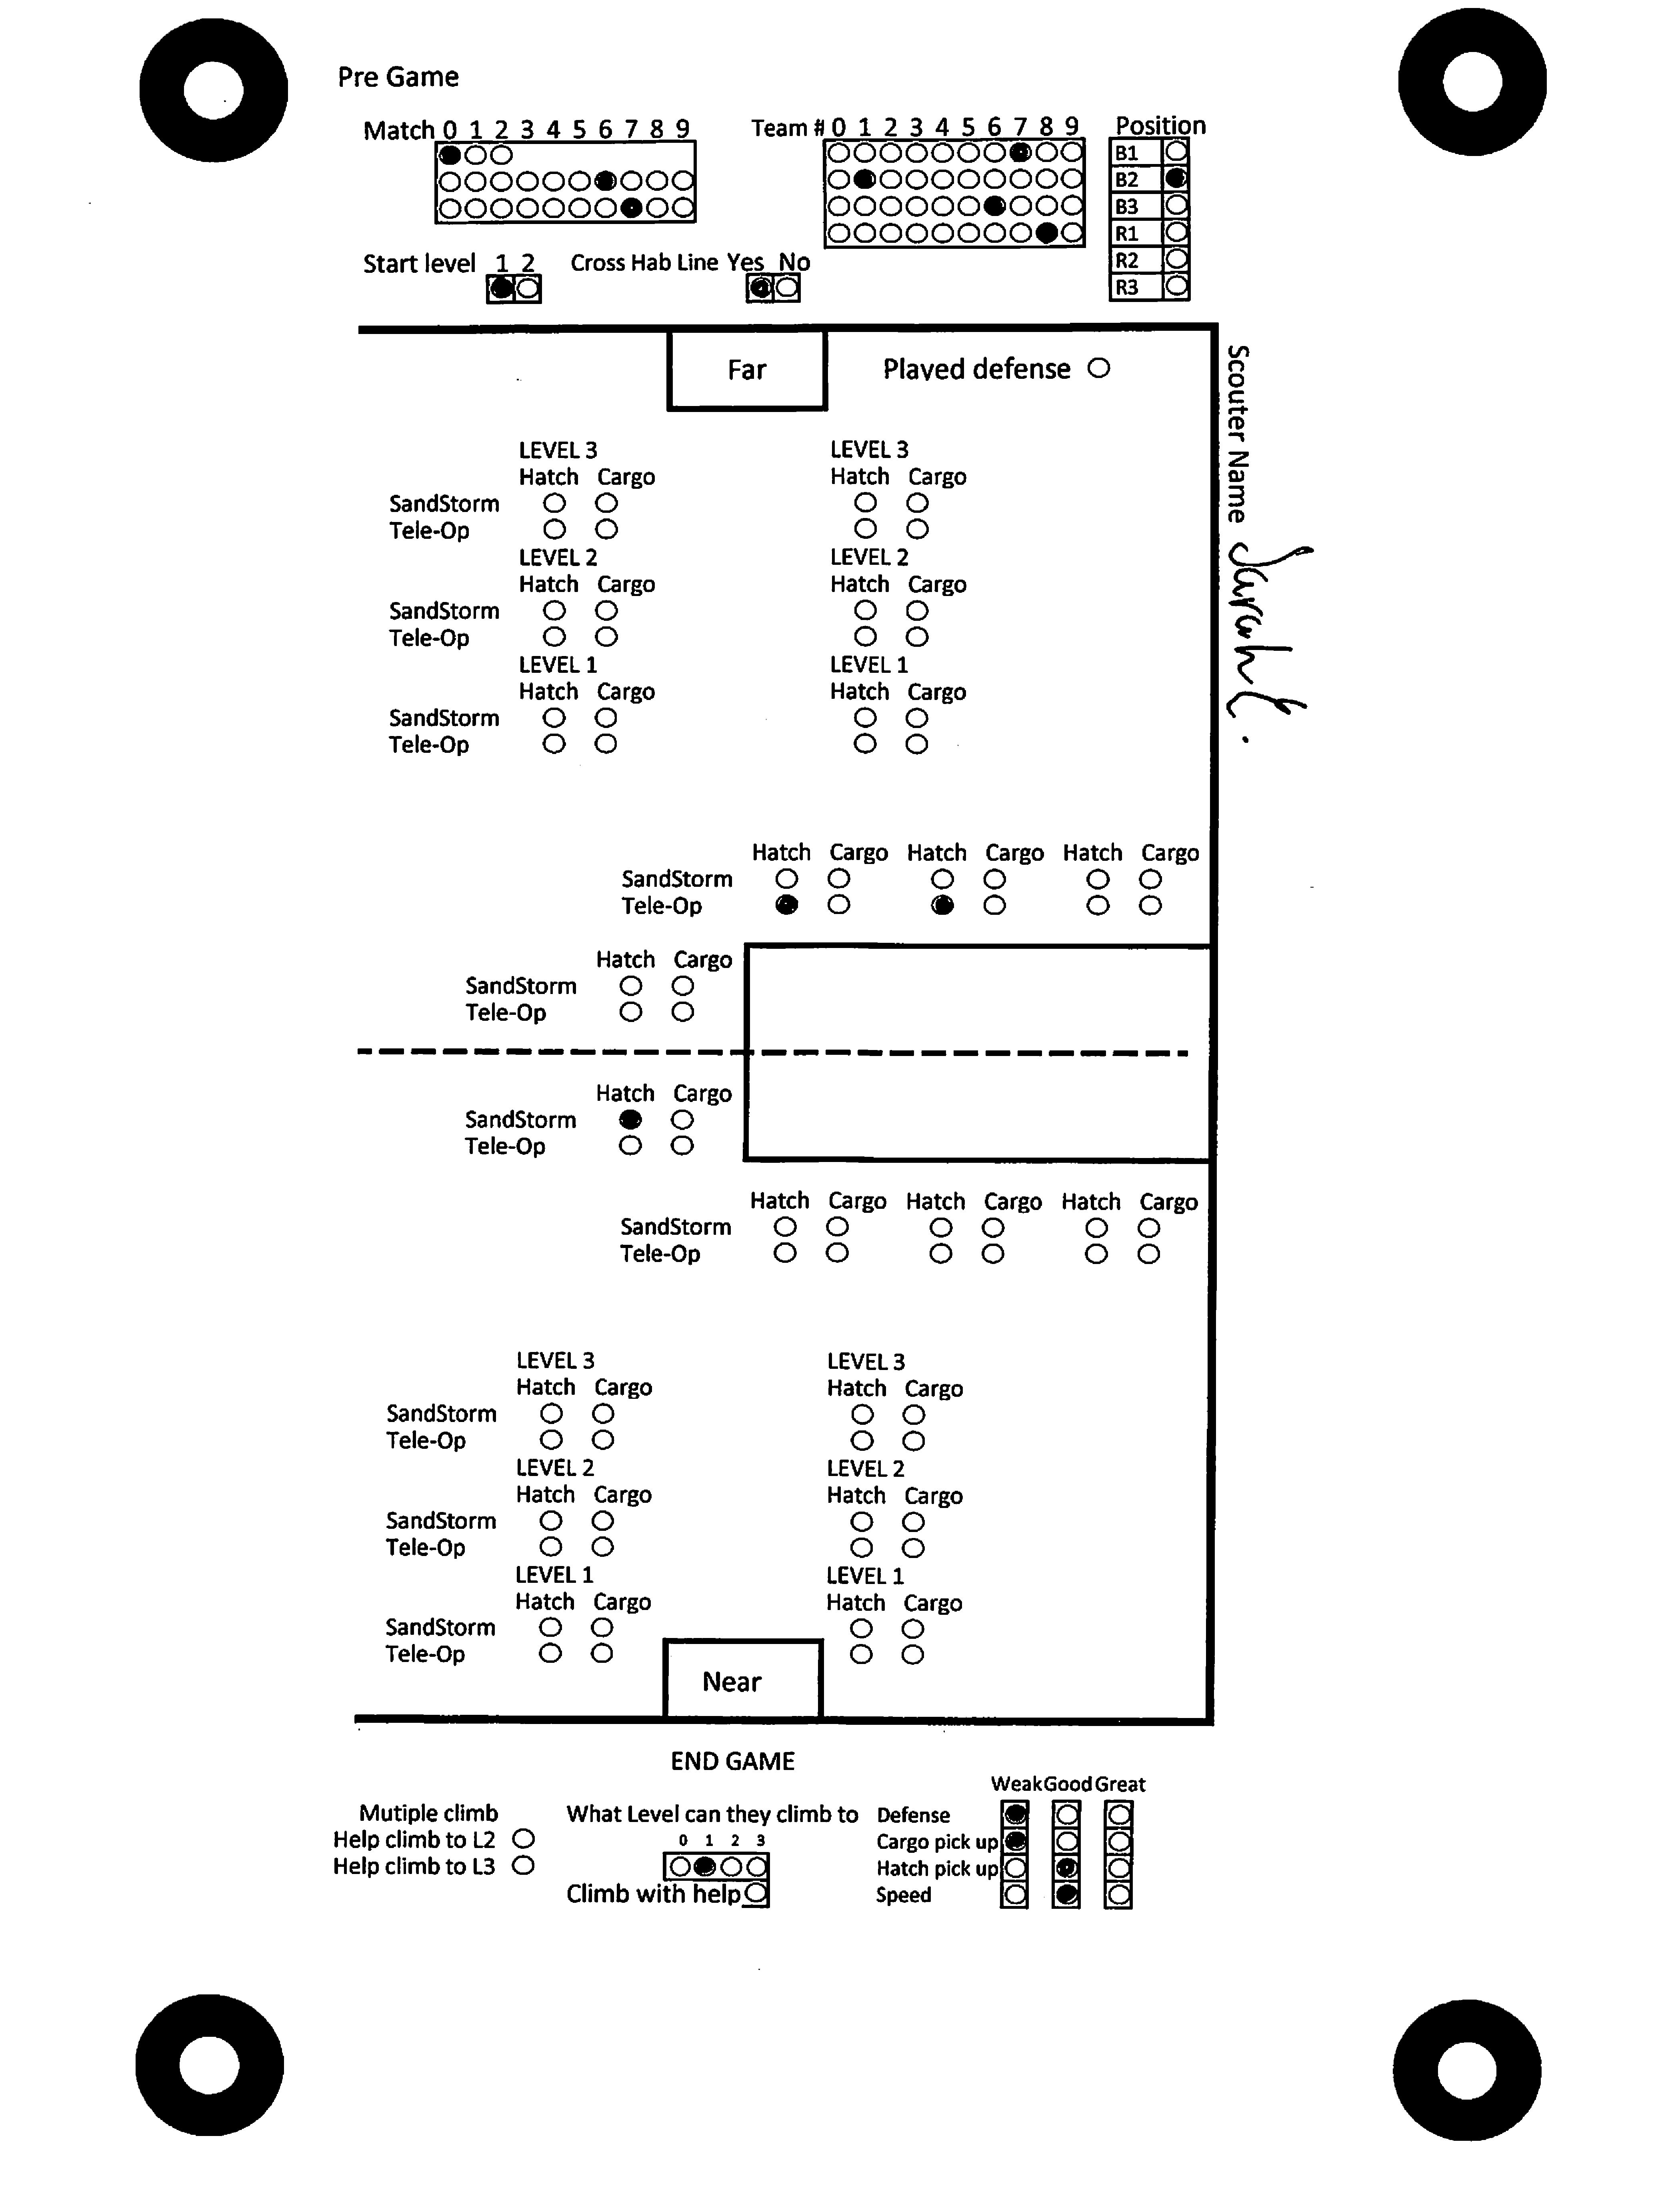 Pre Game
Match 0 1 2 3 4 5 6 7 8 9
Team # 0 1 2 3 4 5 6 7 8 9
Position
B1
B2
B3
R1
R2
R3
Start level 1 2
Cross Hab Line Yes No
Far
Played defense
Scouter Name
LEVEL 3 LEVEL 3
Hatch Cargo Hatch Cargo
SandStorm
Tele-Op
LEVEL 2 LEVEL 2
Hatch Cargo Hatch Cargo
SandStorm
Tele-Op
LEVEL 1 LEVEL 1
Hatch Cargo Hatch Cargo
SandStorm
Tele-Op
Hatch Cargo Hatch Cargo Hatch Cargo
SandStorm
Tele-Op
Hatch Cargo
SandStorm
Tele-Op
Hatch Cargo
SandStorm
Tele-Op
Hatch Cargo Hatch Cargo Hatch Cargo
SandStorm
Tele-Op
LEVEL 3 LEVEL 3
Hatch Cargo Hatch Cargo
SandStorm
Tele-Op
LEVEL 2 LEVEL 2
Hatch Cargo Hatch Cargo
SandStorm
Tele-Op
LEVEL 1 LEVEL 1
Hatch Cargo Hatch Cargo
SandStorm
Tele-Op
Near
END GAME
Mutiple climb
Help climb to L2
Help climb to L3
What Level can they climb to
0 1 2 3
Climb with help
Weak Good Great
Defense
Cargo pick up
Hatch pick up
Speed